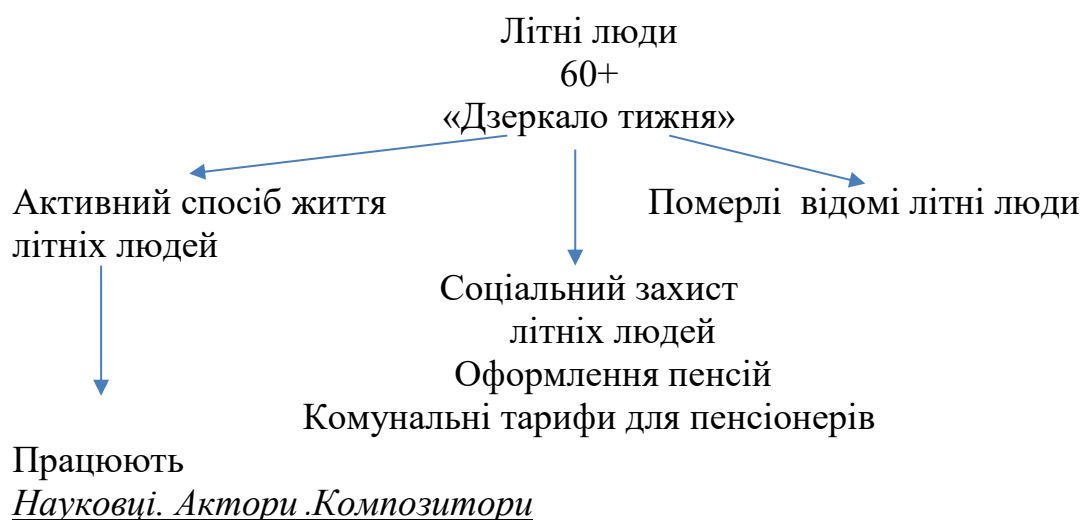 Літні люди
60+
«Дзеркало тижня»
Активний спосіб життя
літніх людей
Померлі відомі літні люди
Соціальний захист
літніх людей
Оформлення пенсій
Комунальні тарифи для пенсіонерів
Працюють
Науковці. Актори .Композитори